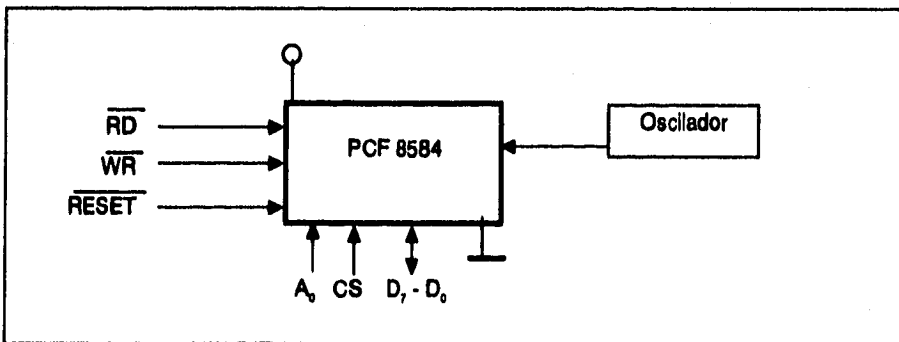 RD
WR
RESET
PCF 8584
Oscilador
A₀ CS D₇ - D₀